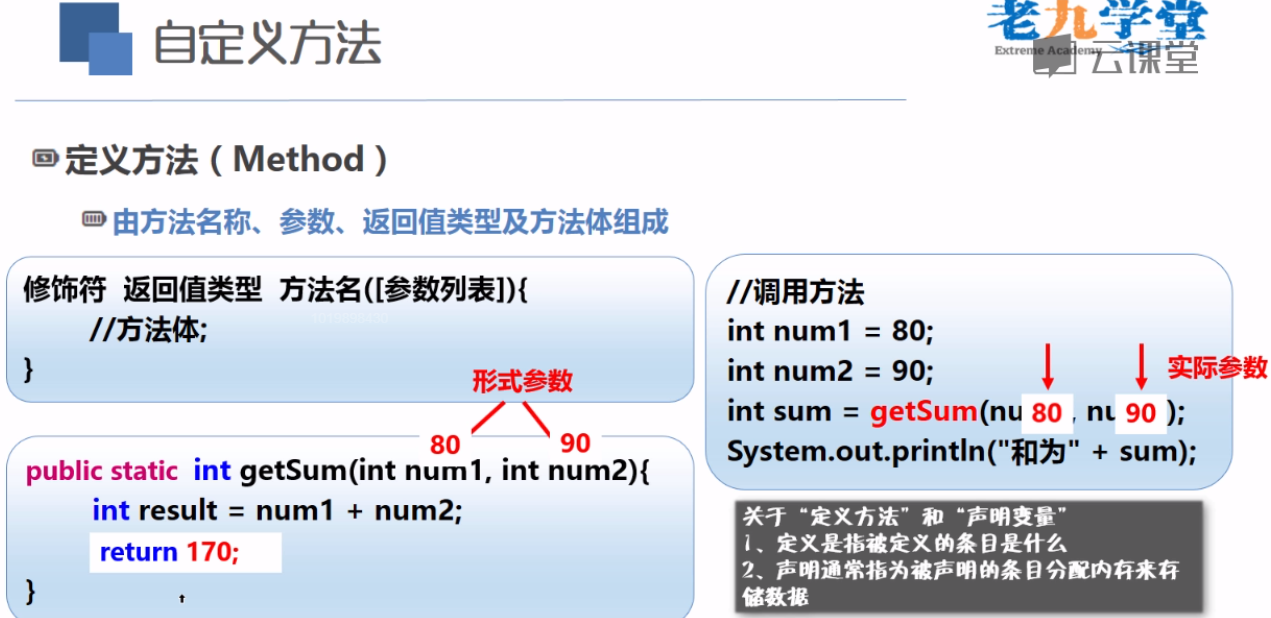 自定义方法
老九学堂
Extreme Academy
云课堂
定义方法（Method）
由方法名称、参数、返回值类型及方法体组成
修饰符 返回值类型 方法名([参数列表]){
//方法体;
}
形式参数
80 90
public static int getSum(int num1, int num2){
int result = num1 + num2;
return 170;
}
//调用方法
int num1 = 80;
int num2 = 90;
实际参数
int sum = getSum(nu 80 , nu 90 );
System.out.println("和为" + sum);
关于“定义方法”和“声明变量”
1、定义是指被定义的条目是什么
2、声明通常指为被声明的条目分配内存来存
储数据